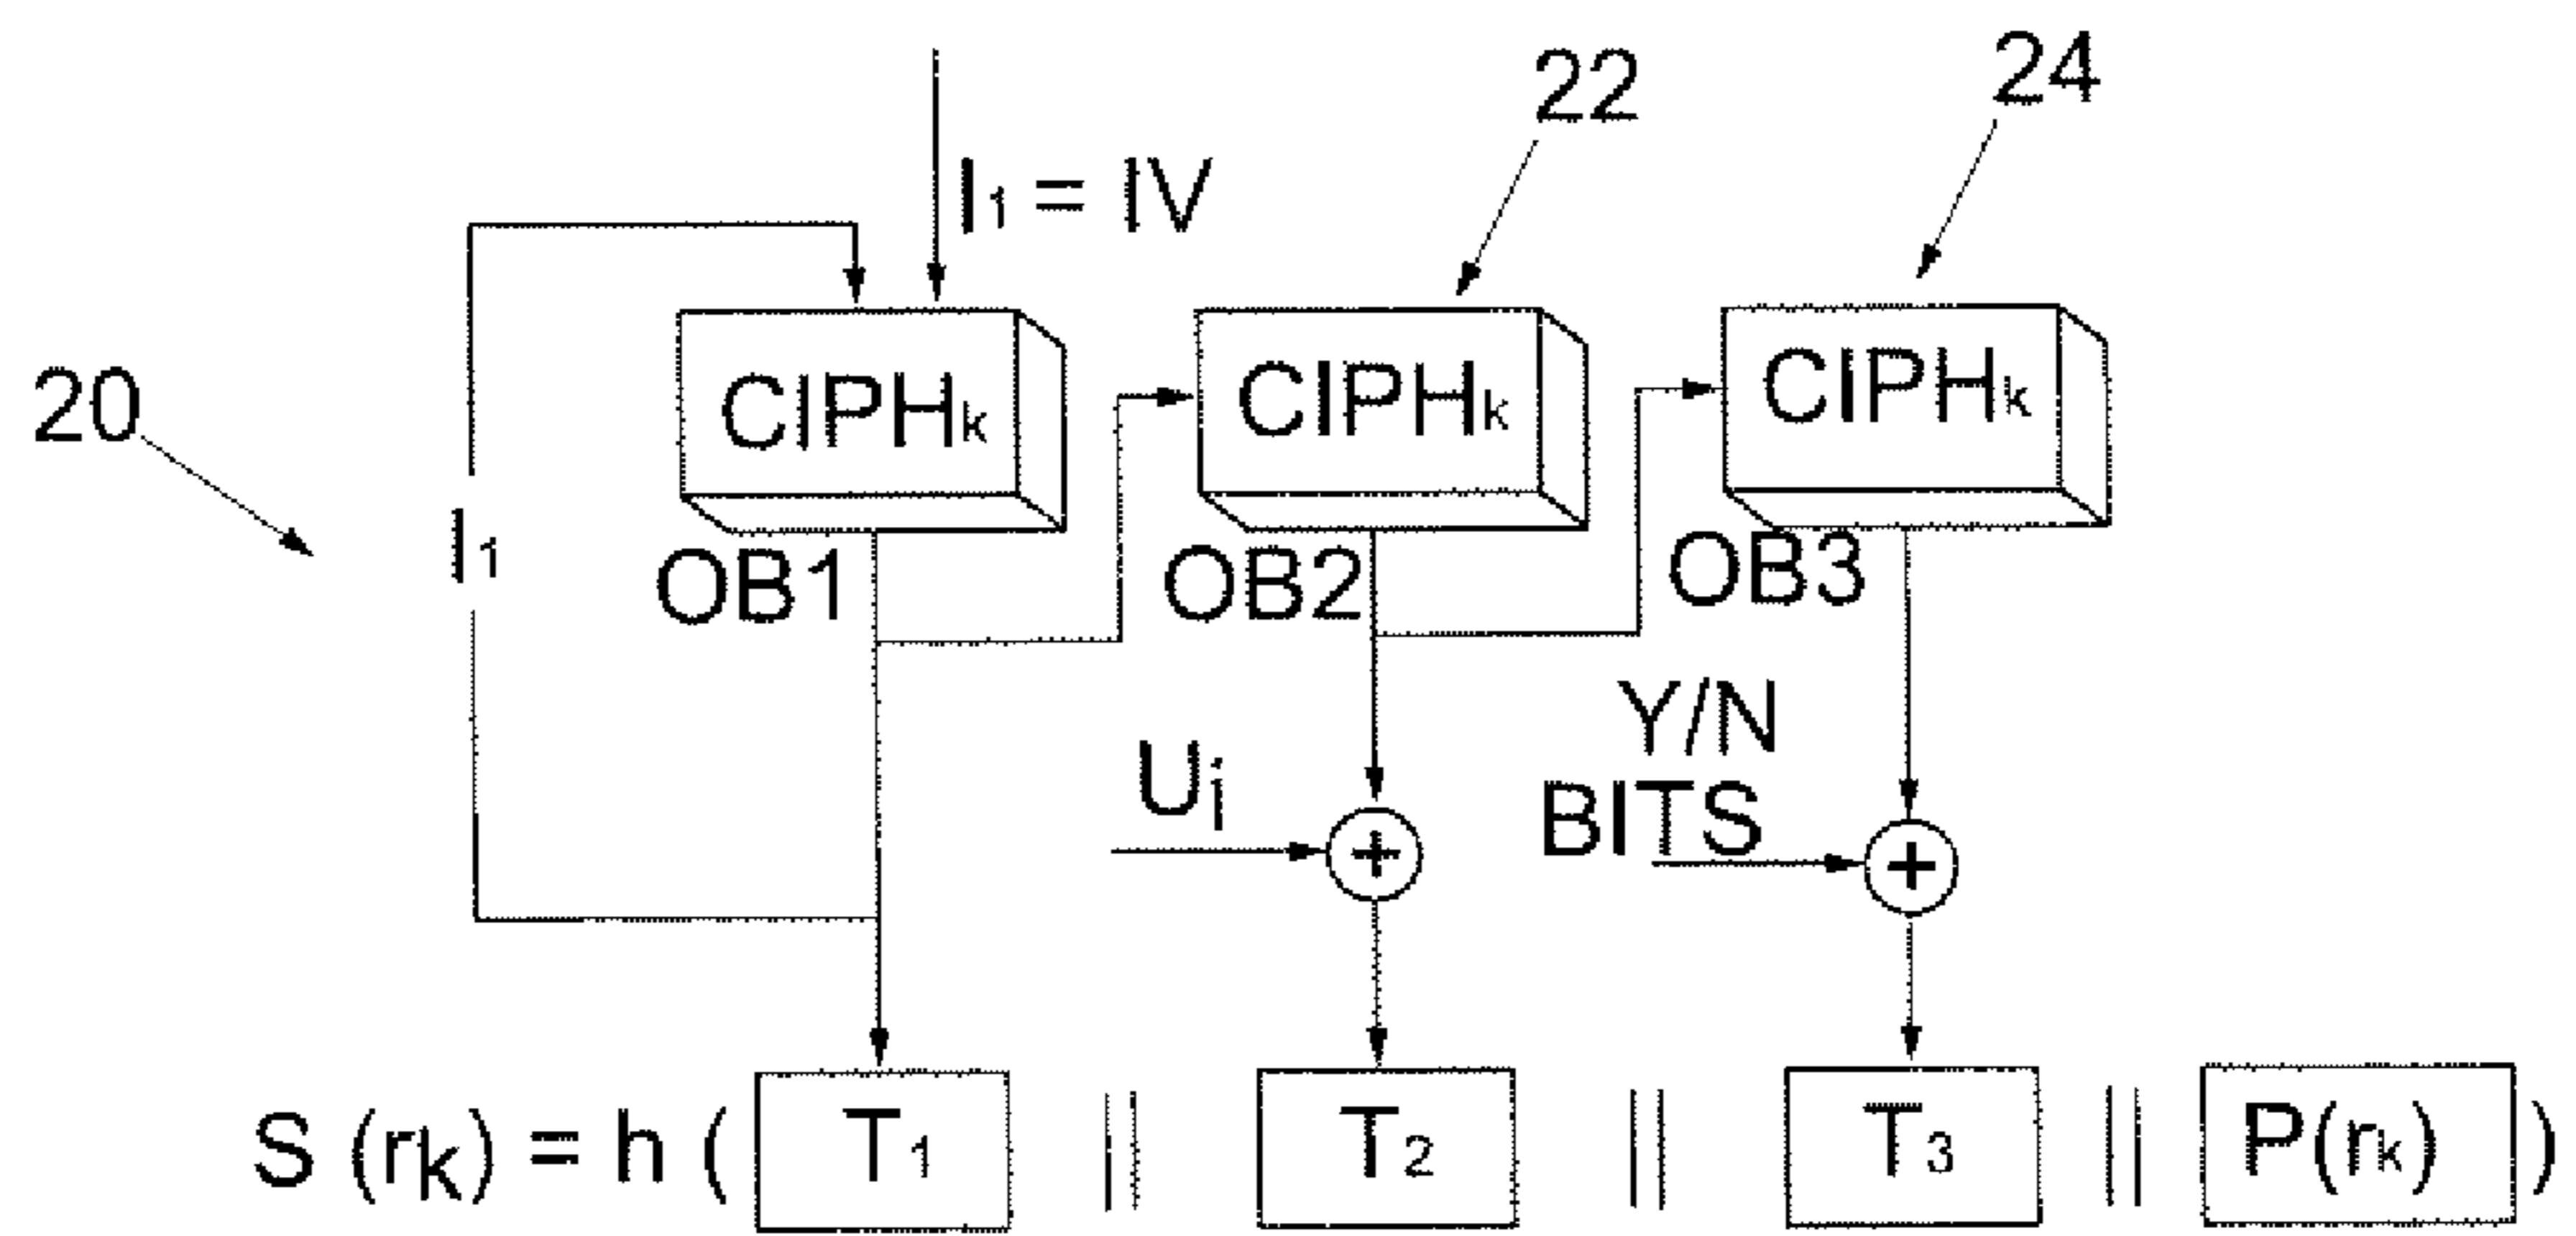 22
24
I1 = IV
20
CIPHk
CIPHk
CIPHk
I1
OB1
OB2
OB3
Ui
Y/N
BITS
+
+
S (rk) = h ( T1 || T2 || T3 || P(rk) )